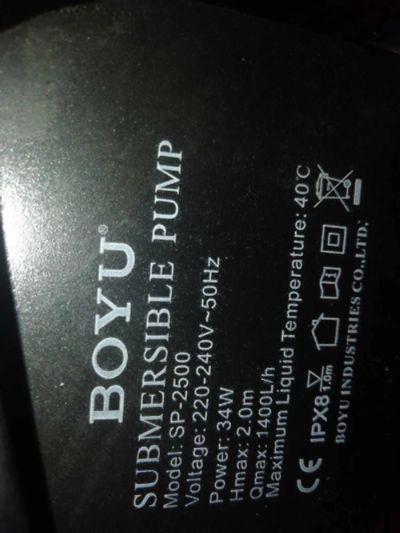 BOYU®
SUBMERSIBLE PUMP
Model: SP-2500
Voltage: 220-240V~50Hz
Power: 34W
Hmax: 2.0m
Qmax: 1400L/h
Maximum Liquid Temperature: 40℃
CE IPX8 1.0m
BOYU INDUSTRIES CO.,LTD.